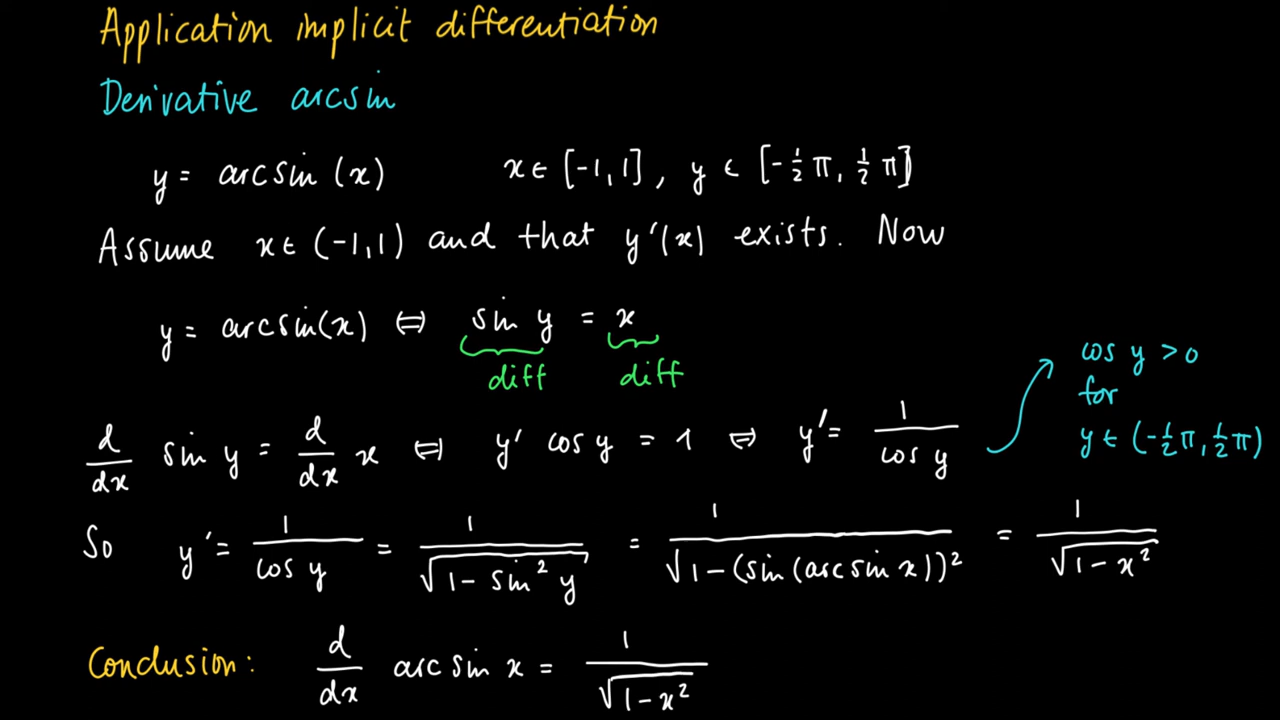 Application implicit differentiation
Derivative arcsin
y = arcsin (x) x ∈ [-1,1], y ∈ [-½π, ½π]
Assume x ∈ (-1,1) and that y'(x) exists. Now
y = arcsin(x) ⇔ sin y = x
diff diff
cos y > 0
for
y ∈ (-½π, ½π)
d/dx sin y = d/dx x ⇔ y' cos y = 1 ⇔ y' = 1/cos y
So y' = 1/cos y = 1/√(1 - sin² y) = 1/√(1-(sin(arcsin x))²) = 1/√(1-x²)
Conclusion: d/dx arcsin x = 1/√(1-x²)